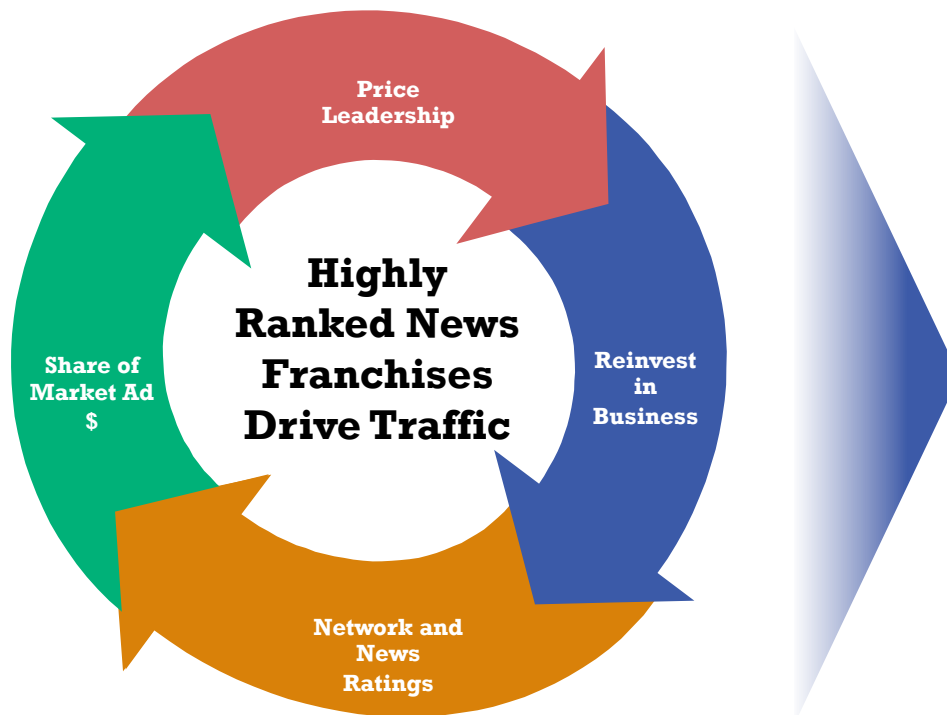 Price
Leadership
Highly
Ranked News
Franchises
Drive Traffic
Share of
Market Ad
$
Reinvest
in
Business
Network and
News
Ratings